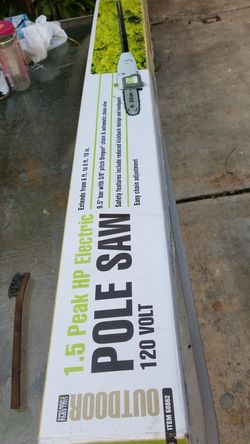 Extends from 6 ft. to 8 ft. 10 in.
9.5" bar with 3/8" pitch Oregon® chain & automatic chain oiler
Safety features include reduced kickback design and handguard
Easy chain adjustment
1.5 Peak HP Electric
POLE SAW
120 VOLT
OUTDOOR
ITEM 68862